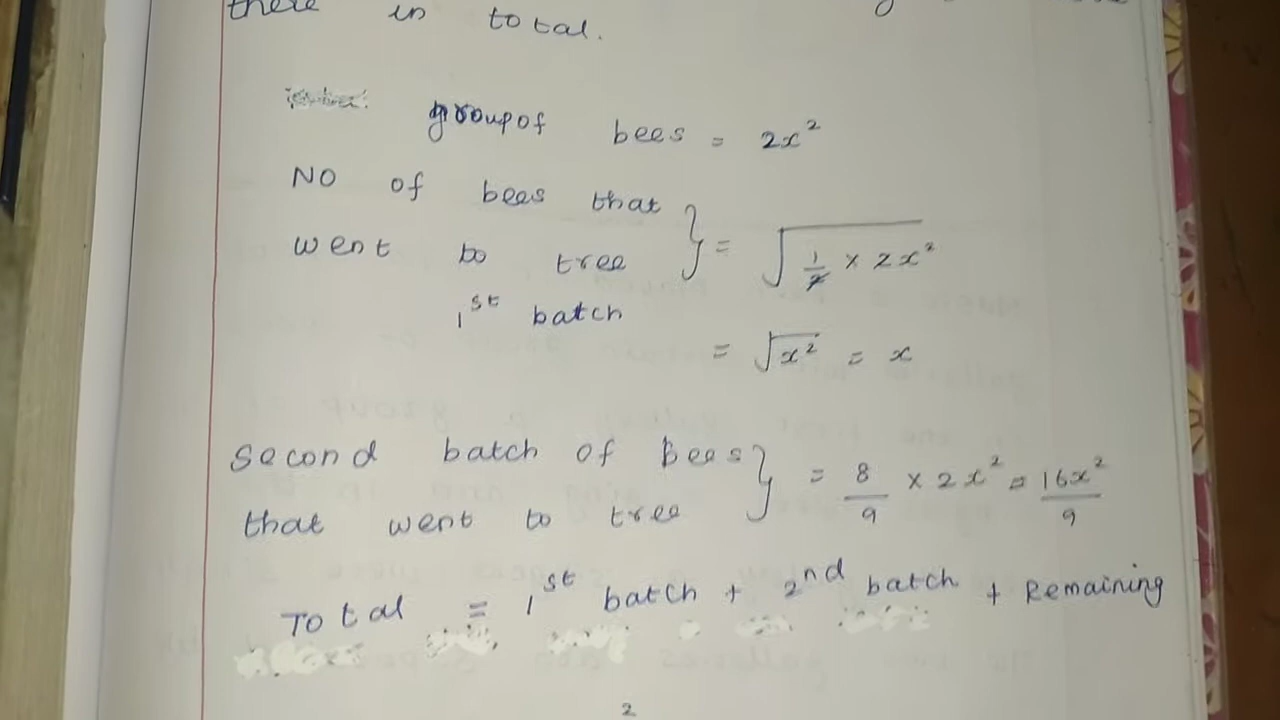 there in total.
group of bees = 2x²
NO of bees that
went to tree } = √(1/2 × 2x²)
1st batch
= √x² = x
second batch of Bees
that went to tree } = 8/9 × 2x² = 16x²/9
Total = 1st batch + 2nd batch + Remaining
2